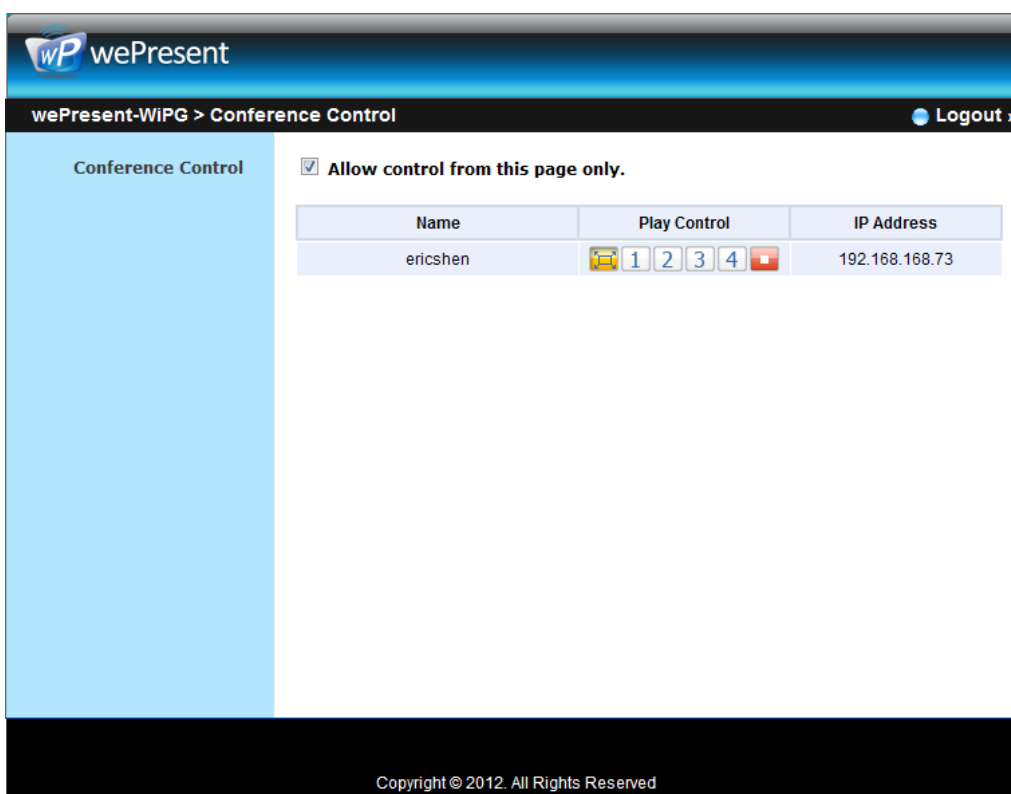 wP wePresent
wePresent-WiPG > Conference Control
Logout »
Conference Control
Allow control from this page only.
Name Play Control IP Address
ericshen 1 2 3 4 192.168.168.73
Copyright © 2012. All Rights Reserved